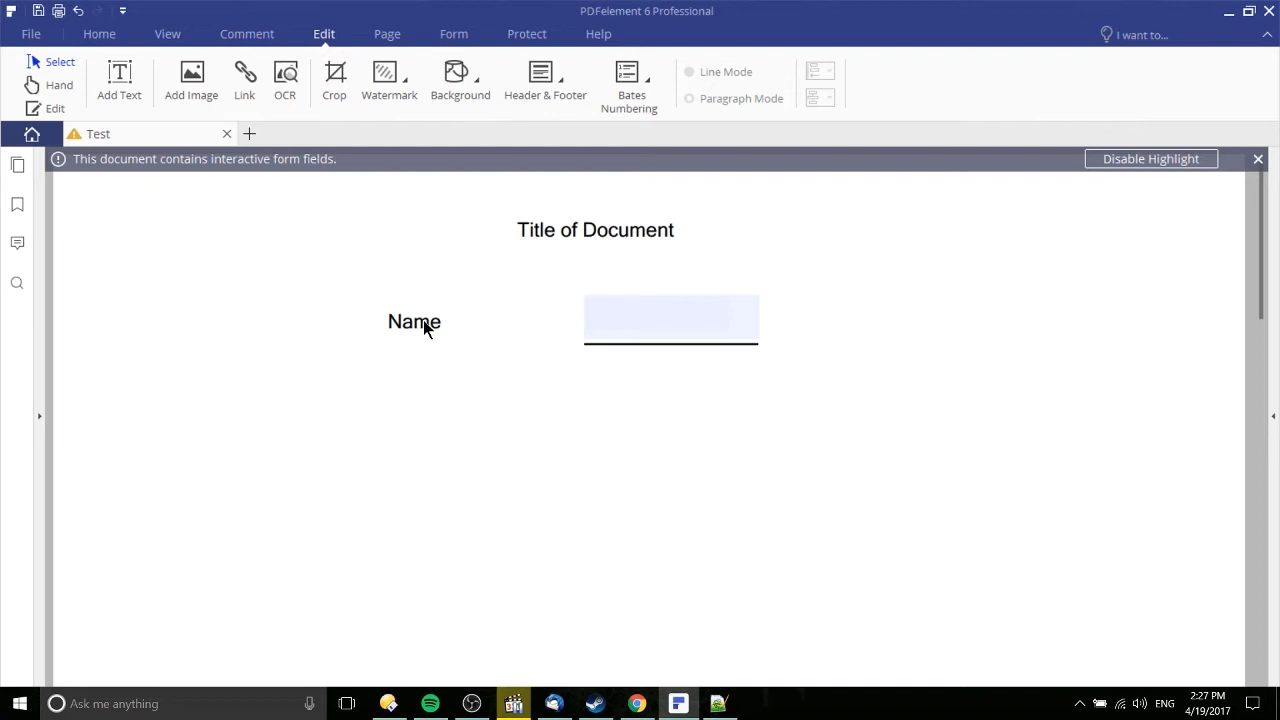 PDFelement 6 Professional
File Home View Comment Edit Page Form Protect Help I want to...
Select
Hand
Edit
Add Text
Add Image
Link
OCR
Crop
Watermark
Background
Header & Footer
Bates
Numbering
Line Mode
Paragraph Mode
Test
This document contains interactive form fields.
Disable Highlight
Title of Document
Name
Ask me anything
ENG
2:27 PM
4/19/2017